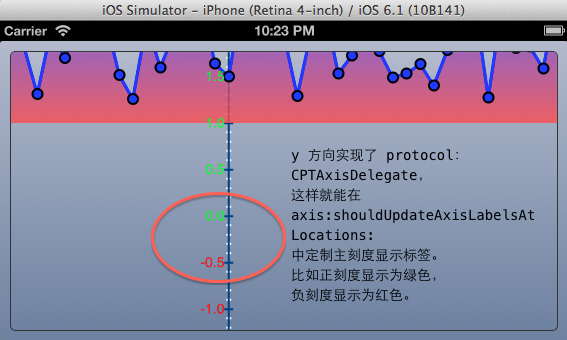 iOS Simulator - iPhone (Retina 4-inch) / iOS 6.1 (10B141)
Carrier 10:23 PM
1.5
1.0
0.5
0.0
-0.5
-1.0
y 方向实现了 protocol:
CPTAxisDelegate,
这样就能在
axis:shouldUpdateAxisLabelsAt
Locations:
中定制主刻度显示标签。
比如正刻度显示为绿色,
负刻度显示为红色。